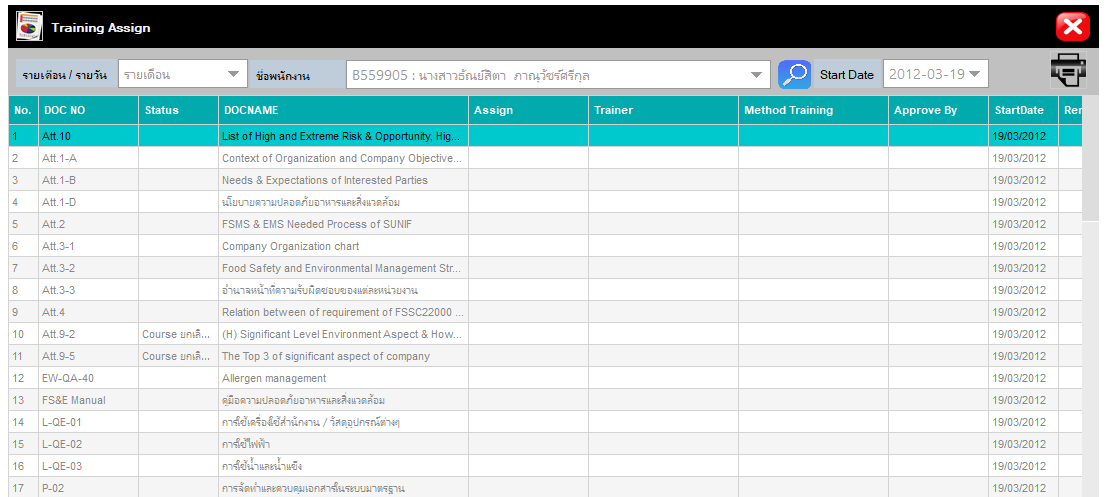 Training Assign
รายเดือน / รายวัน รายเดือน ชื่อพนักงาน B559905 : นางสาวธัณย์สิตา ภาณุวัชร์ศรีกุล Start Date 2012-03-19
No. DOC NO Status DOCNAME Assign Trainer Method Training Approve By StartDate Rer
1 Att.10 List of High and Extreme Risk & Opportunity, Hig... 19/03/2012
2 Att.1-A Context of Organization and Company Objective... 19/03/2012
3 Att.1-B Needs & Expectations of Interested Parties 19/03/2012
4 Att.1-D นโยบายความปลอดภัยอาหารและสิ่งแวดล้อม 19/03/2012
5 Att.2 FSMS & EMS Needed Process of SUNIF 19/03/2012
6 Att.3-1 Company Organization chart 19/03/2012
7 Att.3-2 Food Safety and Environmental Management Str... 19/03/2012
8 Att.3-3 อำนาจหน้าที่ความรับผิดชอบของแต่ละหน่วยงาน 19/03/2012
9 Att.4 Relation between of requirement of FSSC22000 ... 19/03/2012
10 Att.9-2 Course ยกเลิ... (H) Significant Level Environment Aspect & How... 19/03/2012
11 Att.9-5 Course ยกเลิ... The Top 3 of significant aspect of company 19/03/2012
12 EW-QA-40 Allergen management 19/03/2012
13 FS&E Manual คู่มือความปลอดภัยอาหารและสิ่งแวดล้อม 19/03/2012
14 L-QE-01 การใช้เครื่องใช้สำนักงาน / วัสดุอุปกรณ์ต่างๆ 19/03/2012
15 L-QE-02 การใช้ไฟฟ้า 19/03/2012
16 L-QE-03 การใช้น้ำและน้ำแข็ง 19/03/2012
17 P-02 การจัดทำและควบคุมเอกสารในระบบมาตรฐาน 19/03/2012